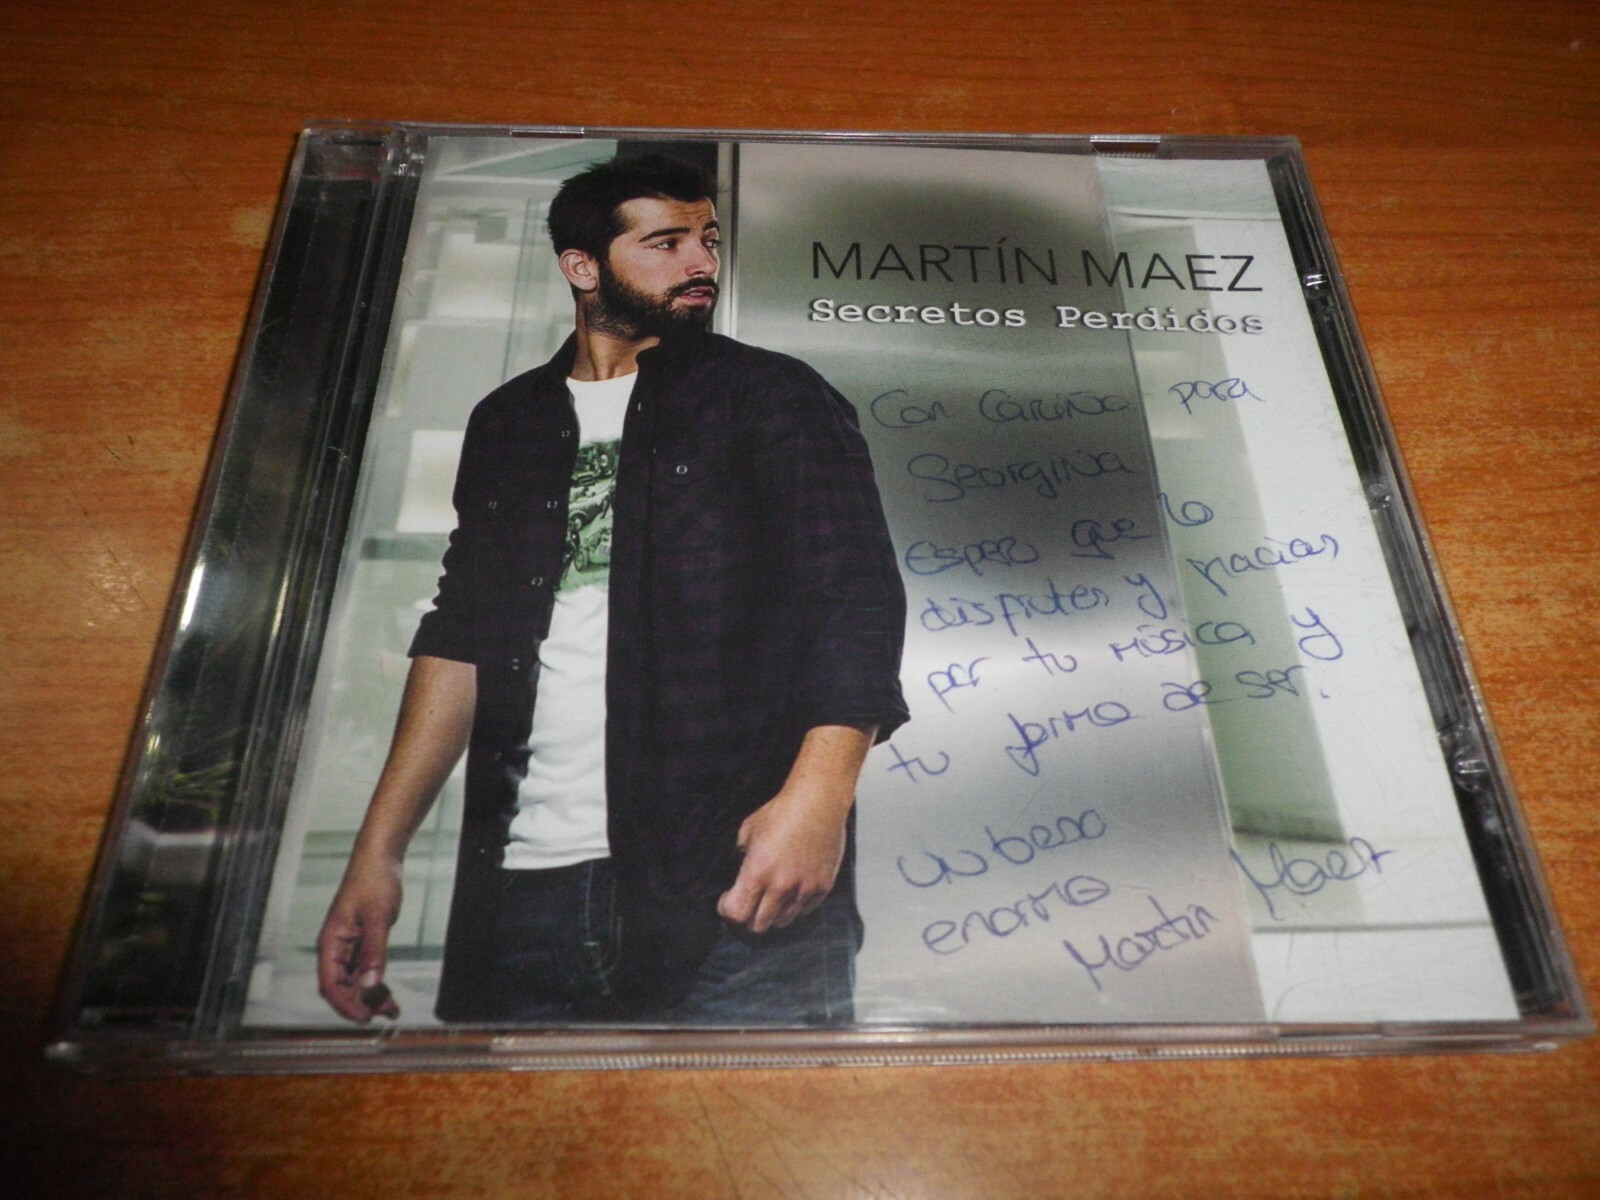 MARTÍN MAEZ
Secretos Perdidos
Con Cariño para
Georgina
espero que lo
disfrutes y gracias
por tu música y
tu forma de ser.
Un beso
enorme
Martín Maez